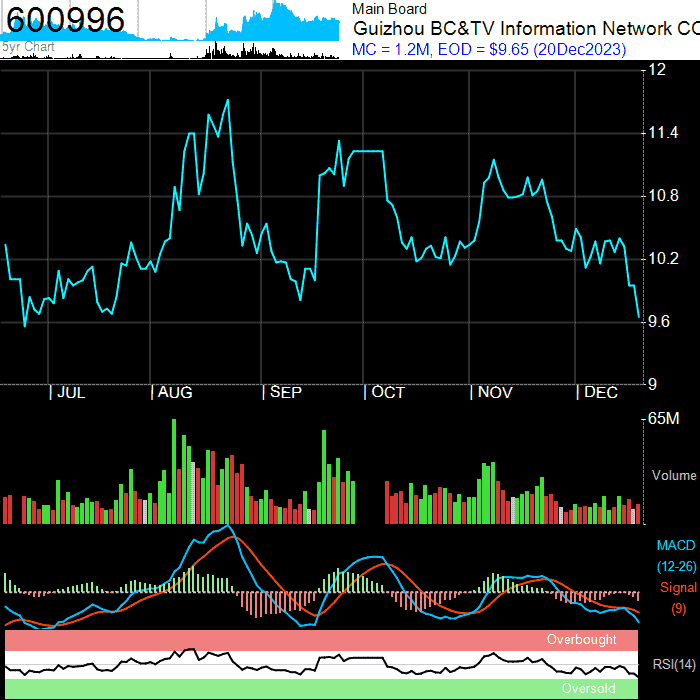 600996
5yr Chart
Main Board
Guizhou BC&TV Information Network CO
MC = 1.2M, EOD = $9.65 (20Dec2023)
12
11.4
10.8
10.2
9.6
9
| JUL | AUG | SEP | OCT | NOV | DEC
65M
Volume
MACD
(12-26)
Signal
(9)
Overbought
RSI(14)
Oversold